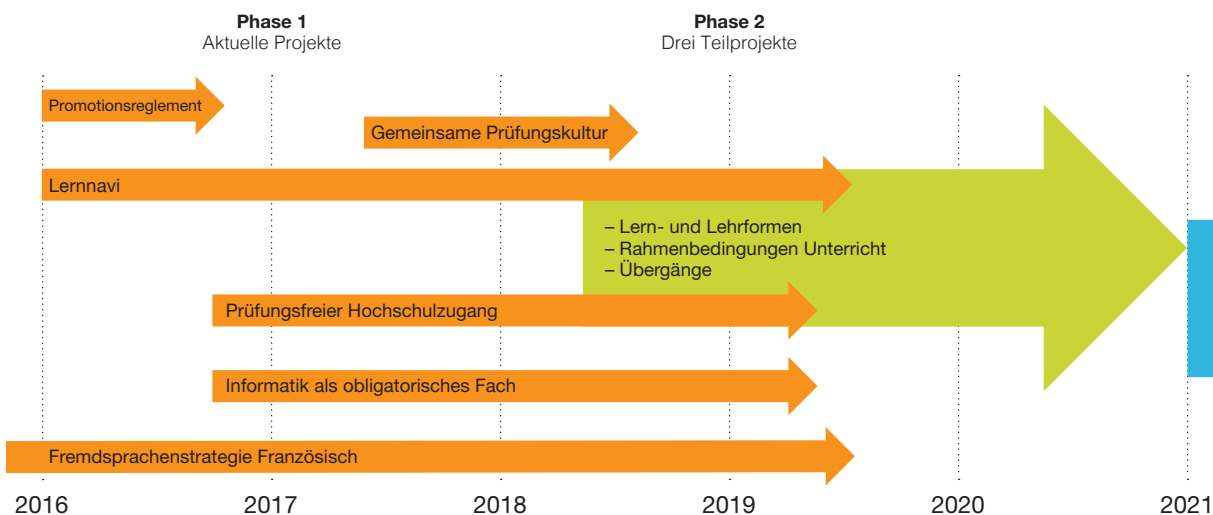 Phase 1
Aktuelle Projekte
Phase 2
Drei Teilprojekte
Promotionsreglement
Gemeinsame Prüfungskultur
Lernnavi
– Lern- und Lehrformen
– Rahmenbedingungen Unterricht
– Übergänge
Prüfungsfreier Hochschulzugang
Informatik als obligatorisches Fach
Fremdsprachenstrategie Französisch
2016 2017 2018 2019 2020 2021